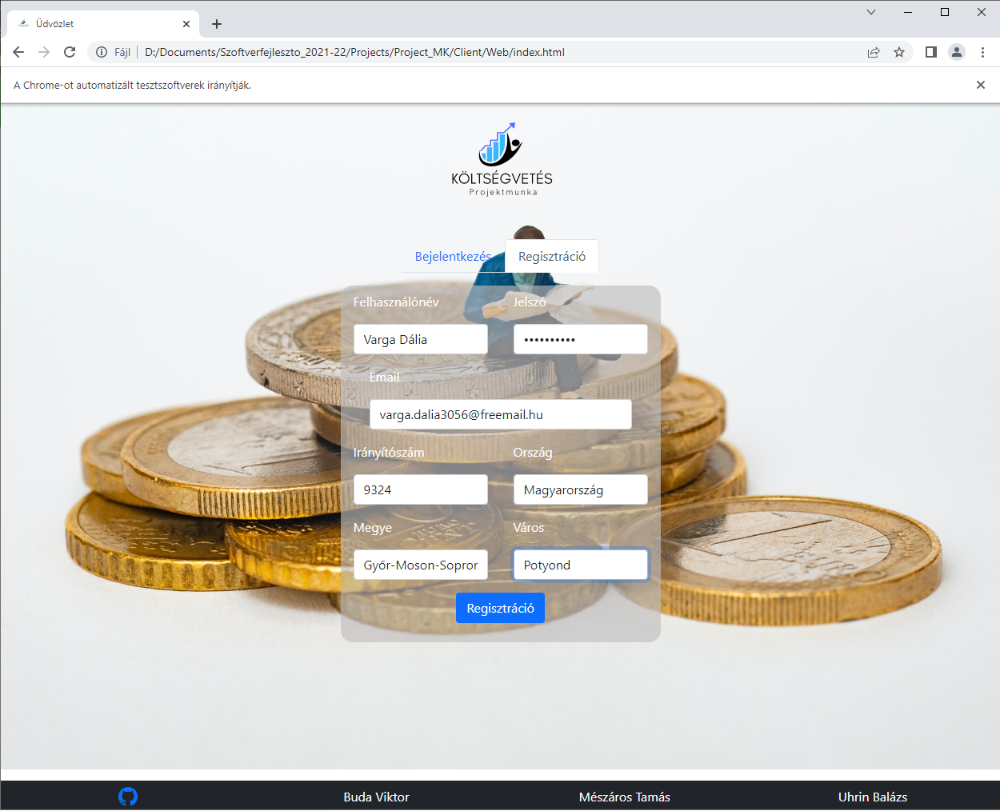 Üdvözlet
Fájl D:/Documents/Szoftverfejleszto_2021-22/Projects/Project_MK/Client/Web/index.html
A Chrome-ot automatizált tesztszoftverek irányítják.
KÖLTSÉGVETÉS
Projektmunka
Bejelentkezés Regisztráció
Felhasználónév Jelszó
Varga Dália ••••••••••
Email
varga.dalia3056@freemail.hu
Irányítószám Ország
9324 Magyarország
Megye Város
Győr-Moson-Sopron Potyond
Regisztráció
Buda Viktor Mészáros Tamás Uhrin Balázs